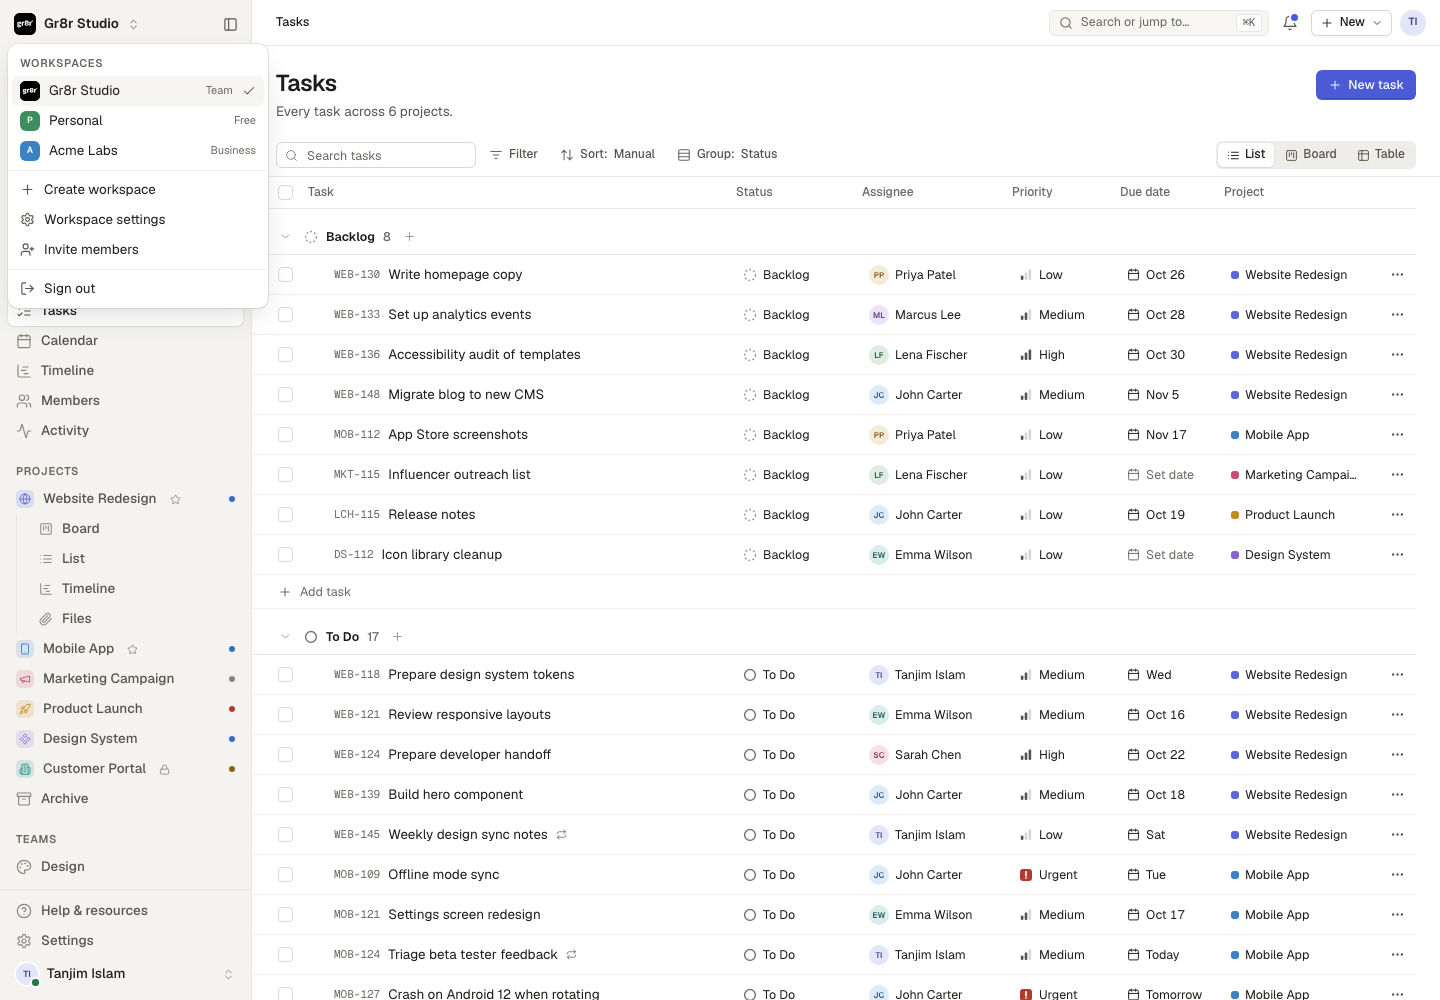 gr8r Gr8r Studio
WORKSPACES
gr8r Gr8r Studio Team
P Personal Free
A Acme Labs Business
Create workspace
Workspace settings
Invite members
Sign out
Tasks
Calendar
Timeline
Members
Activity
PROJECTS
Website Redesign
Board
List
Timeline
Files
Mobile App
Marketing Campaign
Product Launch
Design System
Customer Portal
Archive
TEAMS
Design
Help & resources
Settings
TI Tanjim Islam
Tasks
Search or jump to... ⌘K
New
TI
Tasks
Every task across 6 projects.
New task
Search tasks
Filter
Sort: Manual
Group: Status
List Board Table
Task Status Assignee Priority Due date Project
Backlog 8
WEB-130 Write homepage copy Backlog PP Priya Patel Low Oct 26 Website Redesign
WEB-133 Set up analytics events Backlog ML Marcus Lee Medium Oct 28 Website Redesign
WEB-136 Accessibility audit of templates Backlog LF Lena Fischer High Oct 30 Website Redesign
WEB-148 Migrate blog to new CMS Backlog JC John Carter Medium Nov 5 Website Redesign
MOB-112 App Store screenshots Backlog PP Priya Patel Low Nov 17 Mobile App
MKT-115 Influencer outreach list Backlog LF Lena Fischer Low Set date Marketing Campai...
LCH-115 Release notes Backlog JC John Carter Low Oct 19 Product Launch
DS-112 Icon library cleanup Backlog EW Emma Wilson Low Set date Design System
Add task
To Do 17
WEB-118 Prepare design system tokens To Do TI Tanjim Islam Medium Wed Website Redesign
WEB-121 Review responsive layouts To Do EW Emma Wilson Medium Oct 16 Website Redesign
WEB-124 Prepare developer handoff To Do SC Sarah Chen High Oct 22 Website Redesign
WEB-139 Build hero component To Do JC John Carter Medium Oct 18 Website Redesign
WEB-145 Weekly design sync notes To Do TI Tanjim Islam Low Sat Website Redesign
MOB-109 Offline mode sync To Do JC John Carter Urgent Tue Mobile App
MOB-121 Settings screen redesign To Do EW Emma Wilson Medium Oct 17 Mobile App
MOB-124 Triage beta tester feedback To Do TI Tanjim Islam Medium Today Mobile App
MOB-127 Crash on Android 12 when rotating To Do JC John Carter Urgent Tomorrow Mobile App